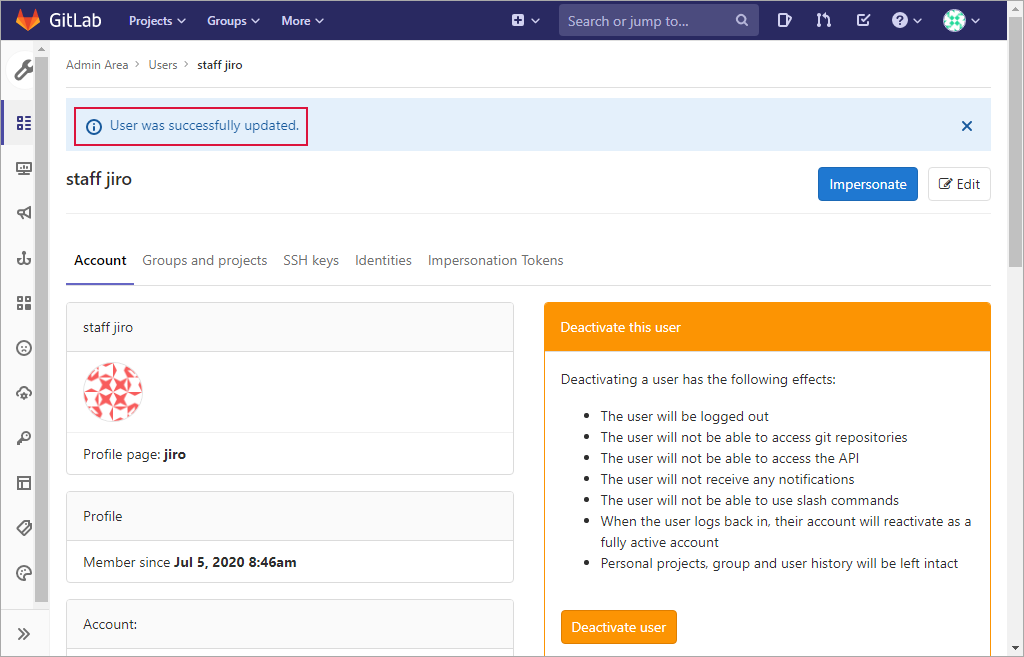 GitLab Projects Groups More Search or jump to...
Admin Area Users staff jiro
User was successfully updated.
staff jiro
Impersonate Edit
Account Groups and projects SSH keys Identities Impersonation Tokens
staff jiro
Profile page: jiro
Profile
Member since Jul 5, 2020 8:46am
Account:
Deactivate this user
Deactivating a user has the following effects:
The user will be logged out
The user will not be able to access git repositories
The user will not be able to access the API
The user will not receive any notifications
The user will not be able to use slash commands
When the user logs back in, their account will reactivate as a
fully active account
Personal projects, group and user history will be left intact
Deactivate user